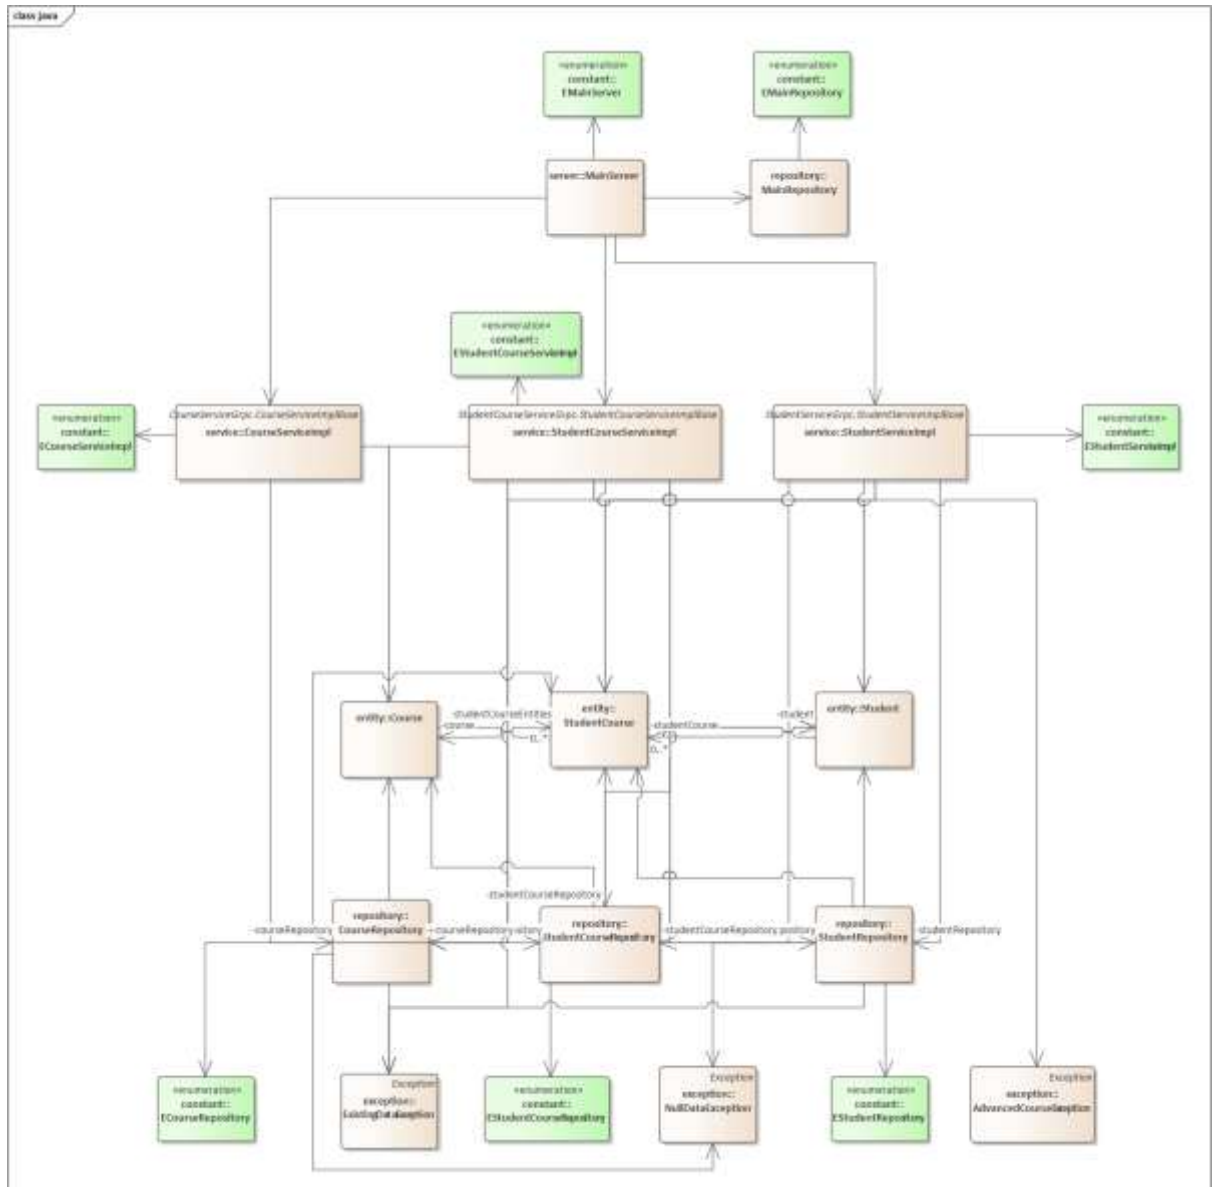 class java
«enumeration»
constant::
EMainServer
«enumeration»
constant::
EMainRepository
server::MainServer
repository::
MainRepository
«enumeration»
constant::
EStudentCourseServiceImpl
«enumeration»
constant::
ECourseServiceImpl
CourseServiceGrpc.CourseServiceImplBase
service::CourseServiceImpl
StudentCourseServiceGrpc.StudentCourseServiceImplBase
service::StudentCourseServiceImpl
StudentServiceGrpc.StudentServiceImplBase
service::StudentServiceImpl
«enumeration»
constant::
EStudentServiceImpl
entity::Course
-studentCourseEntities
-course
0..*
entity::
StudentCourse
-student
-studentCourse
0..*
entity::Student
-studentCourseRepository
repository::
CourseRepository
repository::
StudentCourseRepository
repository::
StudentRepository
-courseRepository
-courseRepository
-studentCourseRepository
-studentRepository
«enumeration»
constant::
ECourseRepository
Exception
exception::
ExistingDataException
«enumeration»
constant::
EStudentCourseRepository
Exception
exception::
NullDataException
«enumeration»
constant::
EStudentRepository
Exception
exception::
AdvancedCourseException